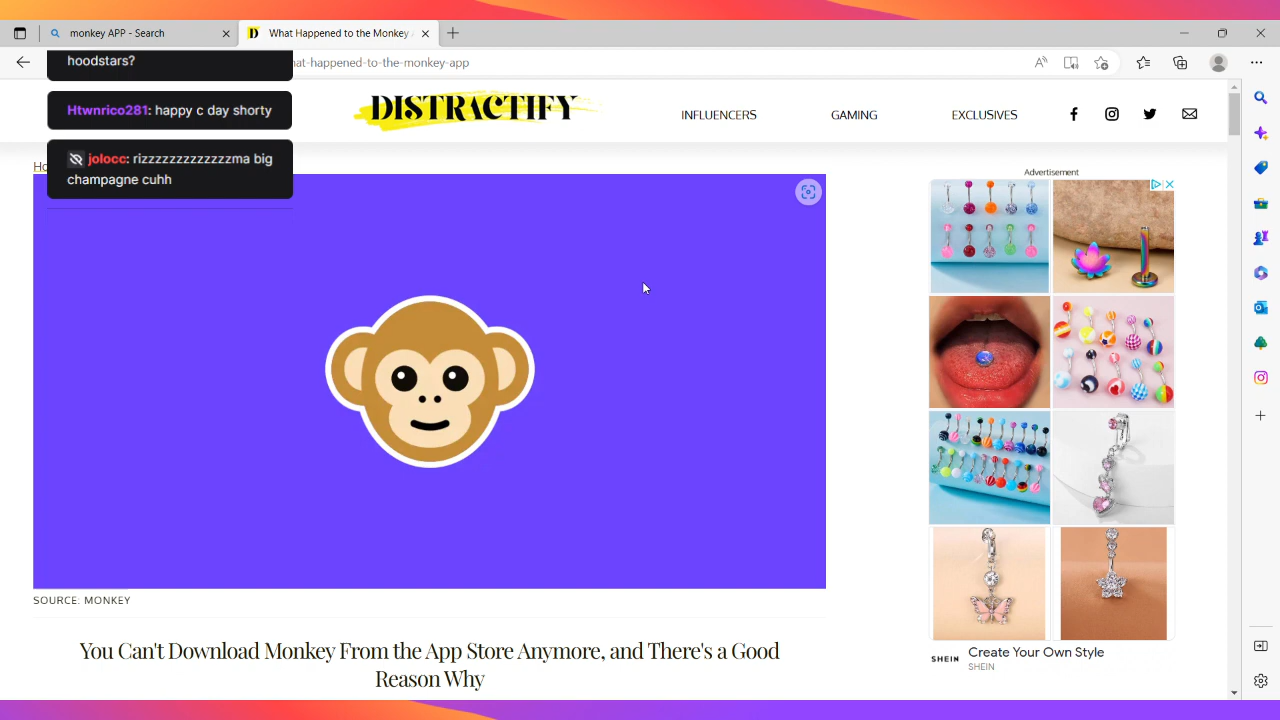 monkey APP - Search
What Happened to the Monkey
hat-happened-to-the-monkey-app
hoodstars?
Htwnrico281: happy c day shorty
jolocc: rizzzzzzzzzzzzzma big
champagne cuhh
DISTRACTIFY
INFLUENCERS
GAMING
EXCLUSIVES
Ho
Advertisement
SOURCE: MONKEY
You Can't Download Monkey From the App Store Anymore, and There's a Good
Reason Why
SHEIN
Create Your Own Style
SHEIN